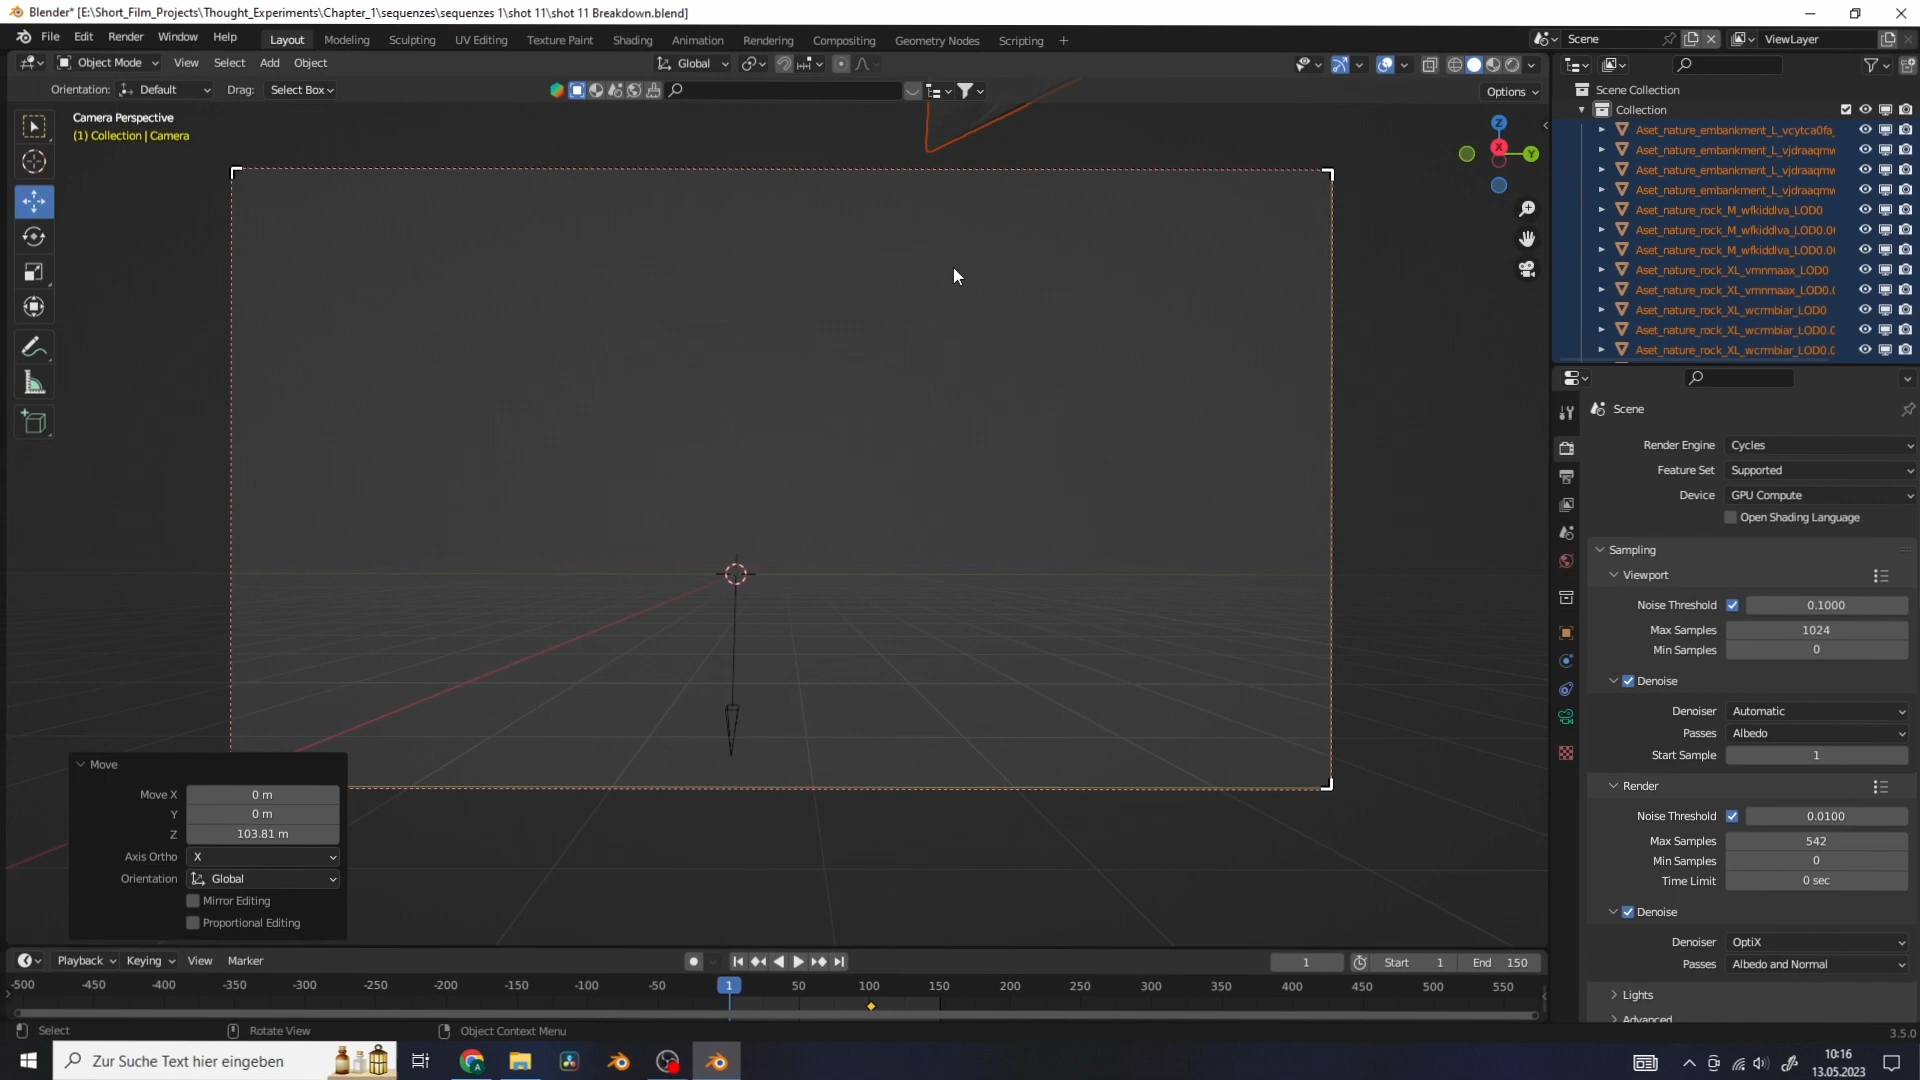 Blender* [E:\Short_Film_Projects\Thought_Experiments\Chapter_1\sequenzes\sequenzes 1\shot 11\shot 11 Breakdown.blend]
File Edit Render Window Help
Layout Modeling Sculpting UV Editing Texture Paint Shading Animation Rendering Compositing Geometry Nodes Scripting +
Scene ViewLayer
Object Mode View Select Add Object
Global
Orientation: Default Drag: Select Box
Options
Camera Perspective
(1) Collection | Camera
Z
X
Y
Scene Collection
Collection
Aset_nature_embankment_L_vcytca0fa_
Aset_nature_embankment_L_vjdraaqmw
Aset_nature_embankment_L_vjdraaqmw
Aset_nature_embankment_L_vjdraaqmw
Aset_nature_rock_M_wfkiddlva_LOD0
Aset_nature_rock_M_wfkiddlva_LOD0.0
Aset_nature_rock_M_wfkiddlva_LOD0.0
Aset_nature_rock_XL_vmnmaax_LOD0
Aset_nature_rock_XL_vmnmaax_LOD0.
Aset_nature_rock_XL_wcrmbiar_LOD0
Aset_nature_rock_XL_wcrmbiar_LOD0.0
Aset_nature_rock_XL_wcrmbiar_LOD0.0
Scene
Render Engine Cycles
Feature Set Supported
Device GPU Compute
Open Shading Language
Sampling
Viewport
Noise Threshold 0.1000
Max Samples 1024
Min Samples 0
Denoise
Denoiser Automatic
Passes Albedo
Start Sample 1
Render
Noise Threshold 0.0100
Max Samples 542
Min Samples 0
Time Limit 0 sec
Denoise
Denoiser OptiX
Passes Albedo and Normal
Lights
Advanced
Move
Move X 0 m
Y 0 m
Z 103.81 m
Axis Ortho X
Orientation Global
Mirror Editing
Proportional Editing
Playback Keying View Marker
1 Start 1 End 150
-500 -450 -400 -350 -300 -250 -200 -150 -100 -50 1 50 100 150 200 250 300 350 400 450 500 550
Select Rotate View Object Context Menu
3.5.0
Zur Suche Text hier eingeben
10:16
13.05.2023